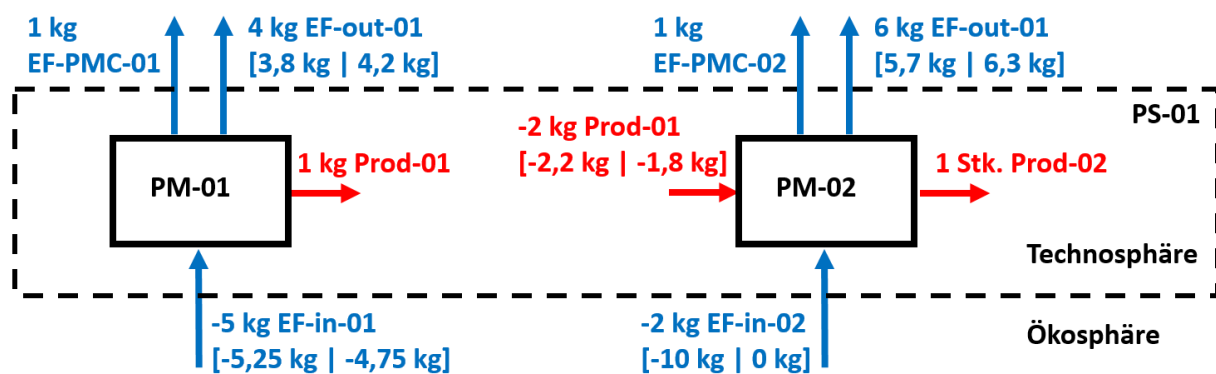 1 kg
EF-PMC-01
4 kg EF-out-01
[3,8 kg | 4,2 kg]
1 kg
EF-PMC-02
6 kg EF-out-01
[5,7 kg | 6,3 kg]
PS-01
PM-01
1 kg Prod-01
-2 kg Prod-01
[-2,2 kg | -1,8 kg]
PM-02
1 Stk. Prod-02
Technosphäre
-5 kg EF-in-01
[-5,25 kg | -4,75 kg]
-2 kg EF-in-02
[-10 kg | 0 kg]
Ökosphäre